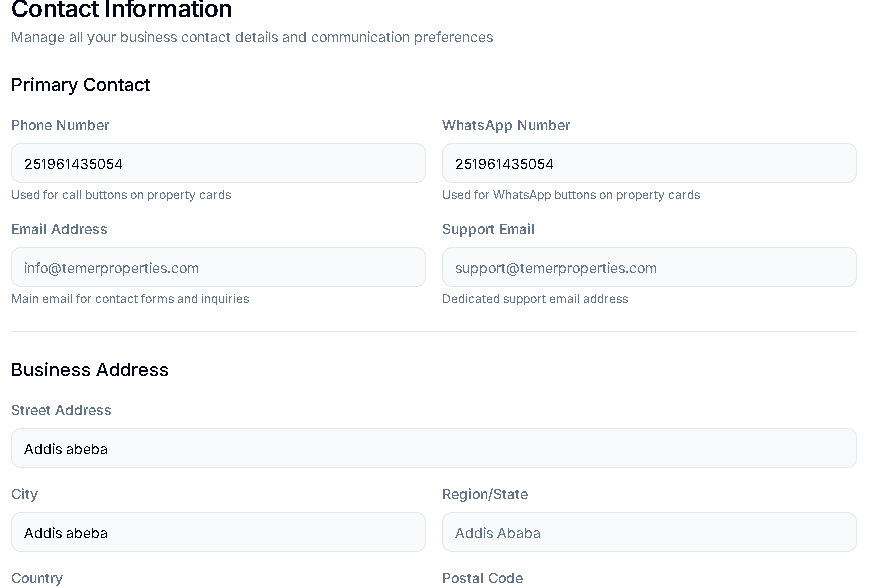 Contact Information
Manage all your business contact details and communication preferences
Primary Contact
Phone Number
WhatsApp Number
251961435054
251961435054
Used for call buttons on property cards
Used for WhatsApp buttons on property cards
Email Address
Support Email
info@temerproperties.com
support@temerproperties.com
Main email for contact forms and inquiries
Dedicated support email address
Business Address
Street Address
Addis abeba
City
Region/State
Addis abeba
Addis Ababa
Country
Postal Code